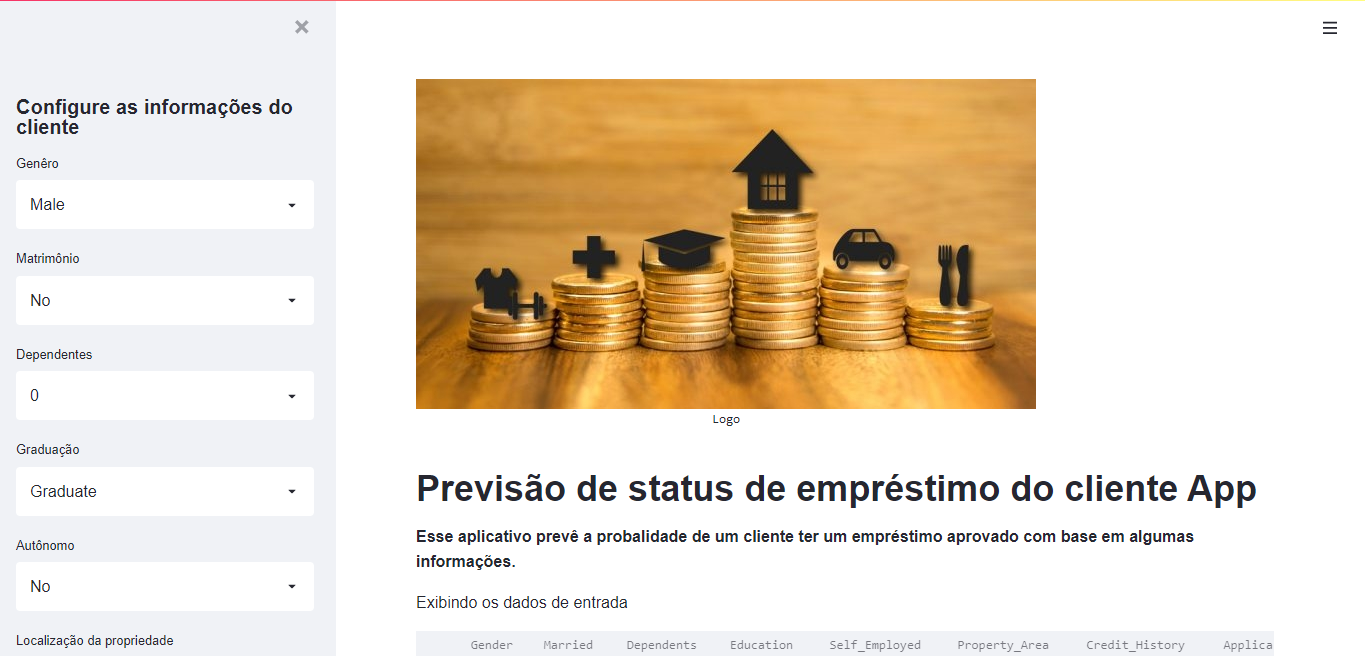 Configure as informações do
cliente
Genêro
Male
Matrimônio
No
Dependentes
0
Graduação
Graduate
Autônomo
No
Localização da propriedade
Logo
Previsão de status de empréstimo do cliente App
Esse aplicativo prevê a probalidade de um cliente ter um empréstimo aprovado com base em algumas
informações.
Exibindo os dados de entrada
Gender Married Dependents Education Self_Employed Property_Area Credit_History Applica